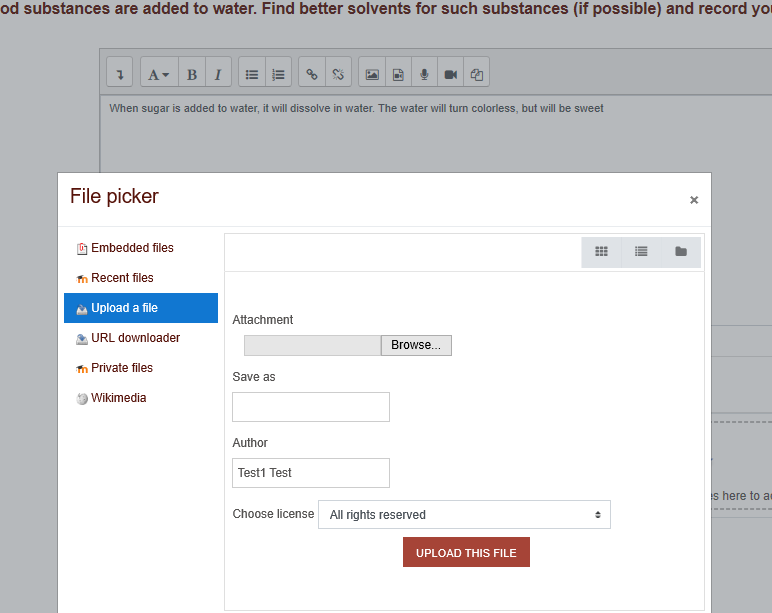 od substances are added to water. Find better solvents for such substances (if possible) and record you
A B I
When sugar is added to water, it will dissolve in water. The water will turn colorless, but will be sweet
File picker
×
Embedded files
Recent files
Upload a file
URL downloader
Private files
Wikimedia
Attachment
Browse...
Save as
Author
Test1 Test
Choose license All rights reserved
s here to a
UPLOAD THIS FILE